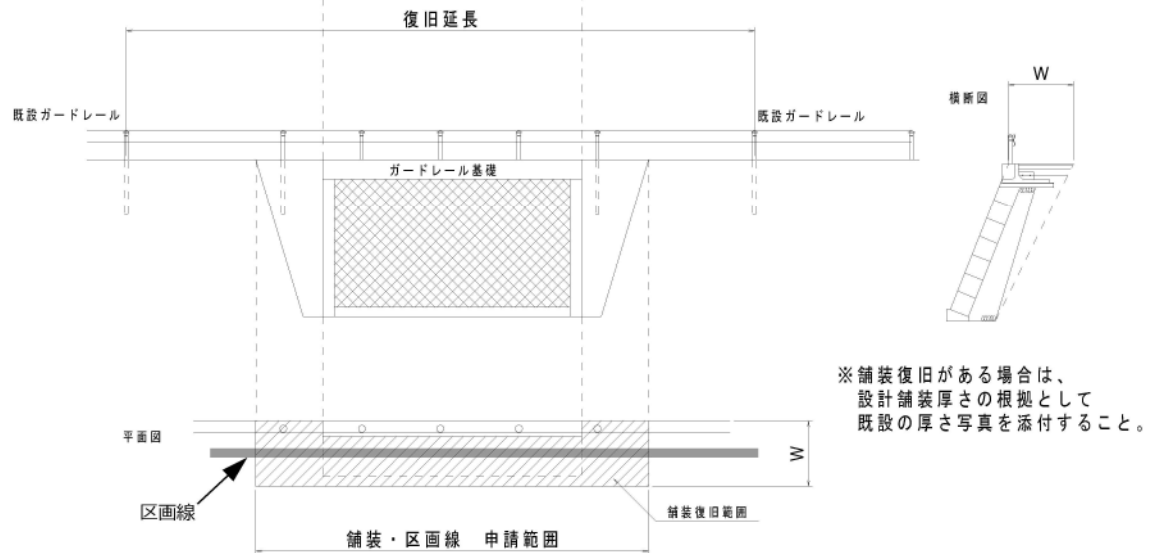 復旧延長
W
横断図
既設ガードレール
既設ガードレール
ガードレール基礎
※舗装復旧がある場合は、
設計舗装厚さの根拠として
既設の厚さ写真を添付すること。
平面図
W
区画線
舗装復旧範囲
舗装・区画線 申請範囲